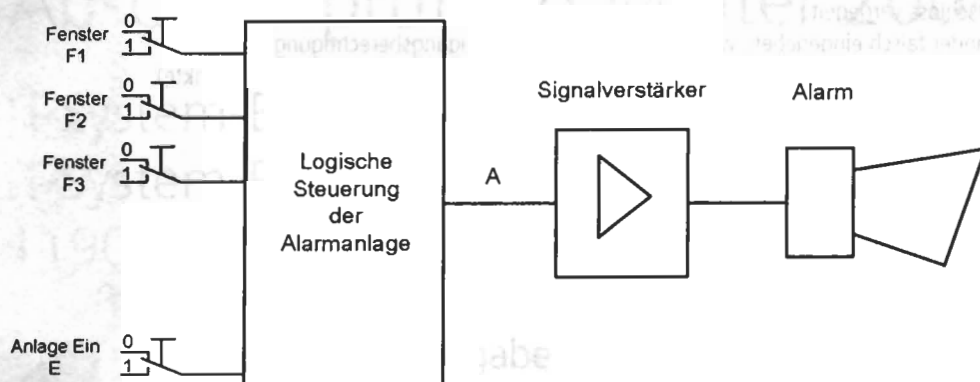 Fenster
F1
0
1
Fenster
F2
0
1
Fenster
F3
0
1
Anlage Ein
E
0
1
Logische
Steuerung
der
Alarmanlage
A
Signalverstärker
Alarm